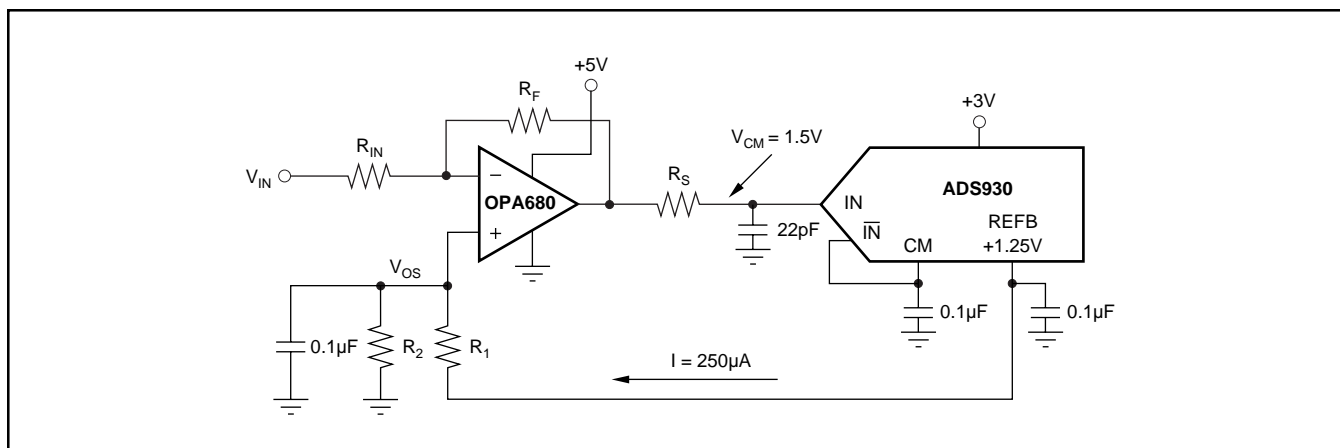 +5V
R_F
+3V
V_CM = 1.5V
R_IN
V_IN
R_S
–
OPA680
+
ADS930
IN
I̅N̅
REFB
+1.25V
CM
22pF
V_OS
0.1µF
0.1µF
0.1µF
R_2
R_1
I = 250µA